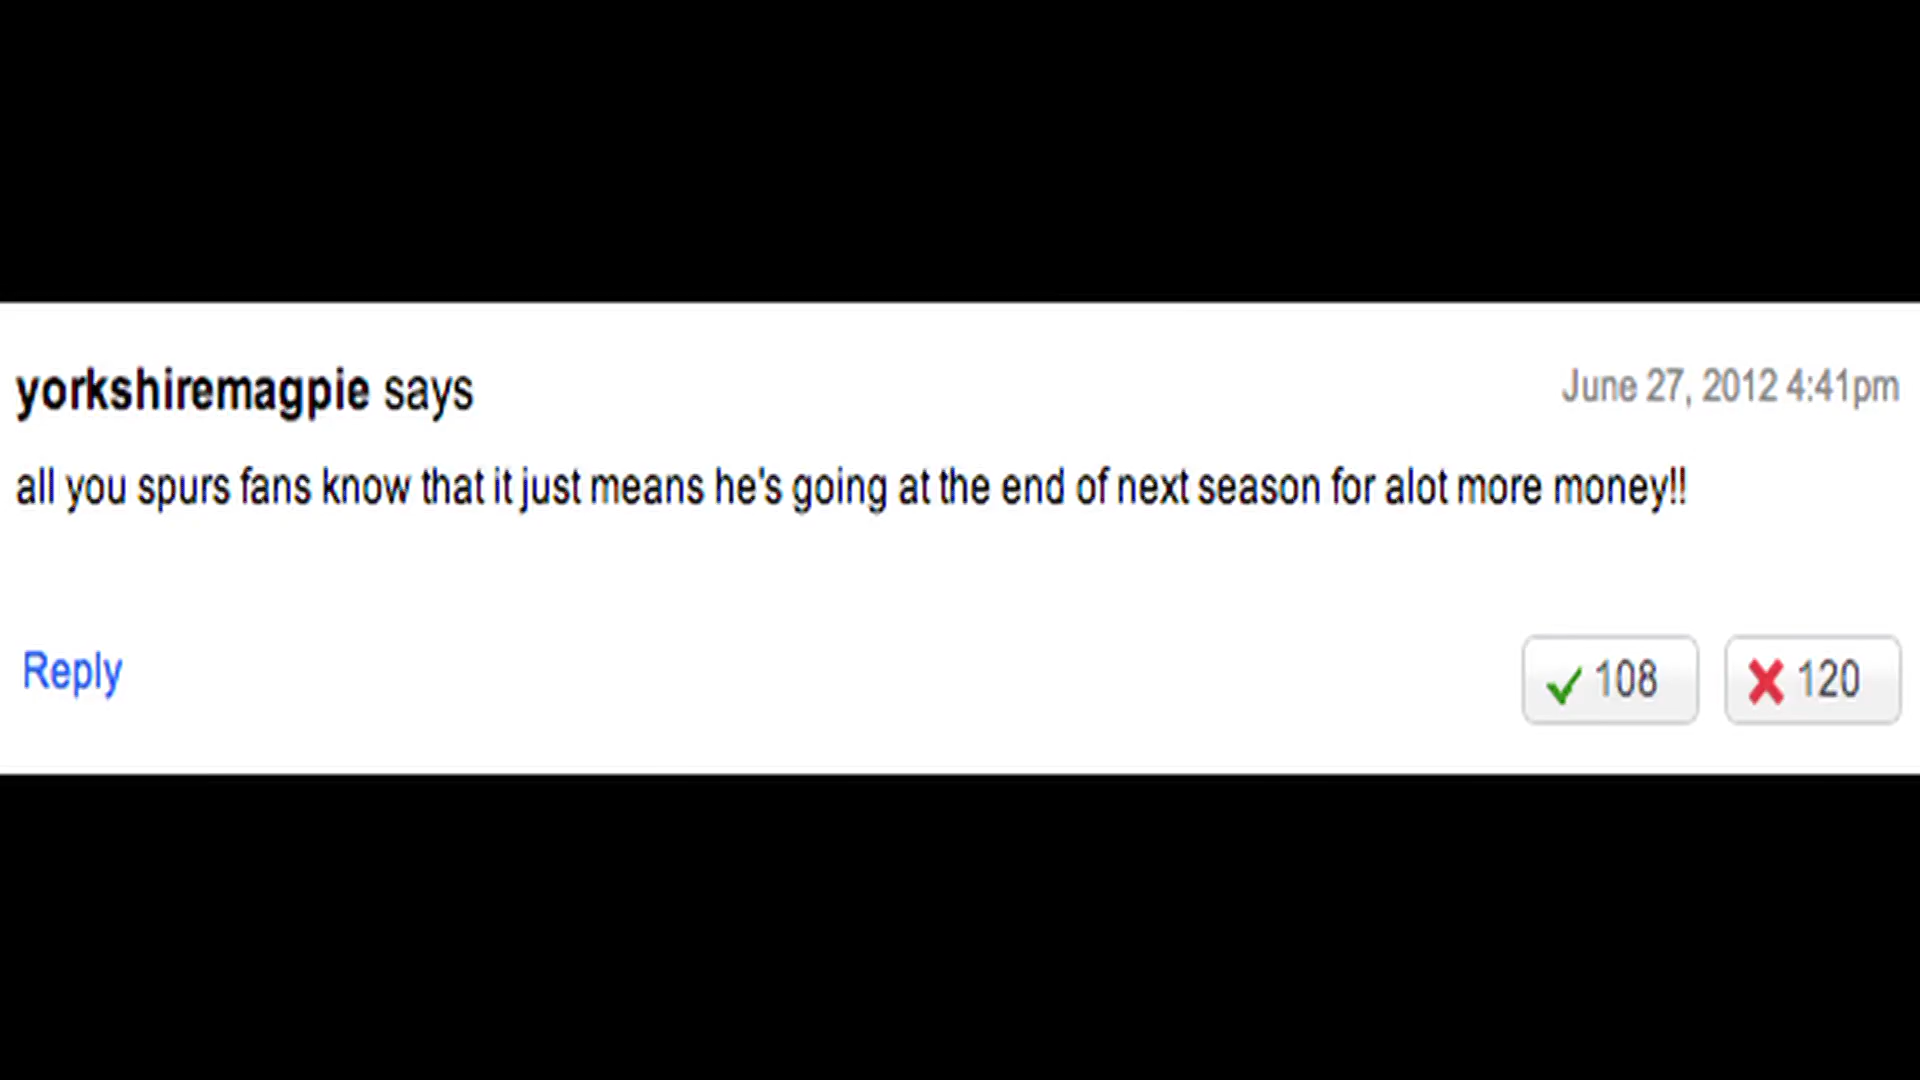 yorkshiremagpie says June 27, 2012 4:41pm
all you spurs fans know that it just means he's going at the end of next season for alot more money!!
Reply 108 120